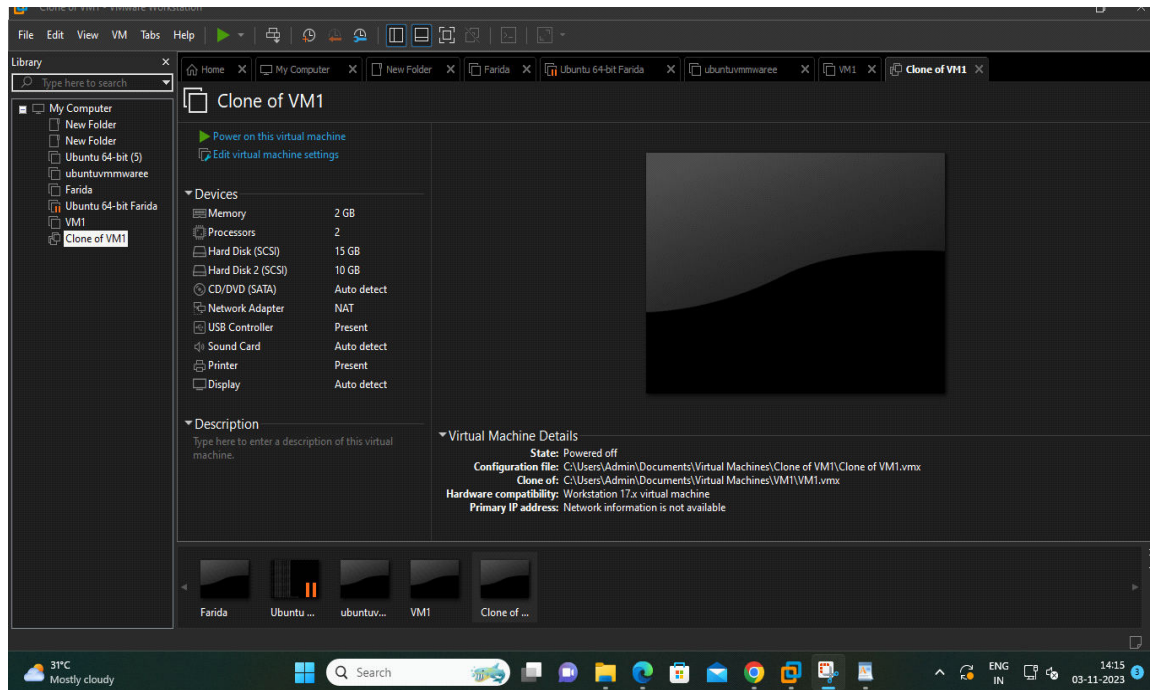 Clone of VM1 - VMware Workstation
File Edit View VM Tabs Help
Library
Type here to search
My Computer
New Folder
New Folder
Ubuntu 64-bit (5)
ubuntuvmmwaree
Farida
Ubuntu 64-bit Farida
VM1
Clone of VM1
Home My Computer New Folder Farida Ubuntu 64-bit Farida ubuntuvmmwaree VM1 Clone of VM1
Clone of VM1
Power on this virtual machine
Edit virtual machine settings
Devices
Memory 2 GB
Processors 2
Hard Disk (SCSI) 15 GB
Hard Disk 2 (SCSI) 10 GB
CD/DVD (SATA) Auto detect
Network Adapter NAT
USB Controller Present
Sound Card Auto detect
Printer Present
Display Auto detect
Description
Type here to enter a description of this virtual
machine.
Virtual Machine Details
State: Powered off
Configuration file: C:\Users\Admin\Documents\Virtual Machines\Clone of VM1\Clone of VM1.vmx
Clone of: C:\Users\Admin\Documents\Virtual Machines\VM1\VM1.vmx
Hardware compatibility: Workstation 17.x virtual machine
Primary IP address: Network information is not available
Farida Ubuntu ... ubuntuv... VM1 Clone of ...
31°C
Mostly cloudy
Search
ENG
IN
14:15
03-11-2023
3